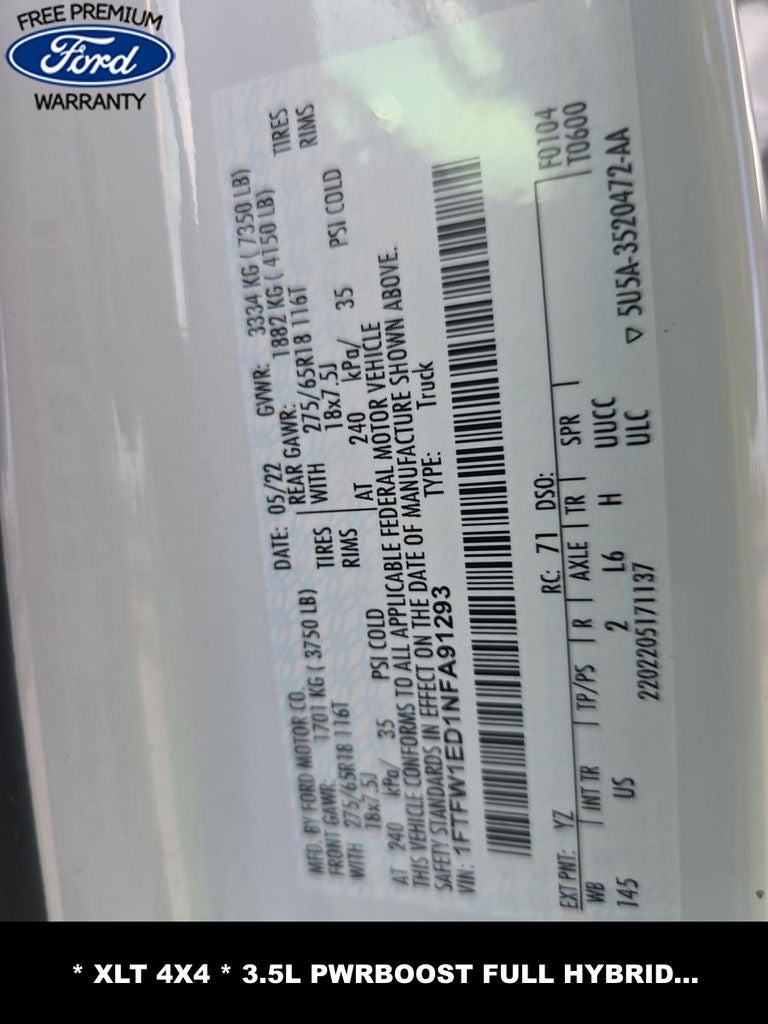 FREE PREMIUM
Ford
WARRANTY
MFD. BY FORD MOTOR CO.
DATE: 05/22 GVWR: 3334 KG ( 7350 LB)
FRONT GAWR: 1701 KG ( 3750 LB)
REAR GAWR: 1882 KG ( 4150 LB)
WITH 275/65R18 116T TIRES
WITH 275/65R18 116T TIRES
18x7.5J RIMS
18x7.5J RIMS
AT 240 kPa/ 35 PSI COLD
AT 240 kPa/ 35 PSI COLD
THIS VEHICLE CONFORMS TO ALL APPLICABLE FEDERAL MOTOR VEHICLE
SAFETY STANDARDS IN EFFECT ON THE DATE OF MANUFACTURE SHOWN ABOVE.
VIN: 1FTFW1ED1NFA91293 TYPE: Truck
F0104
T0600
EXT PNT: YZ RC: 71 DSO:
WB INT TR TP/PS R AXLE TR SPR
145 US 2 L6 H UUCC
ULC
2202205171137
▽ 5U5A-3520472-AA
* XLT 4X4 * 3.5L PWRBOOST FULL HYBRID...